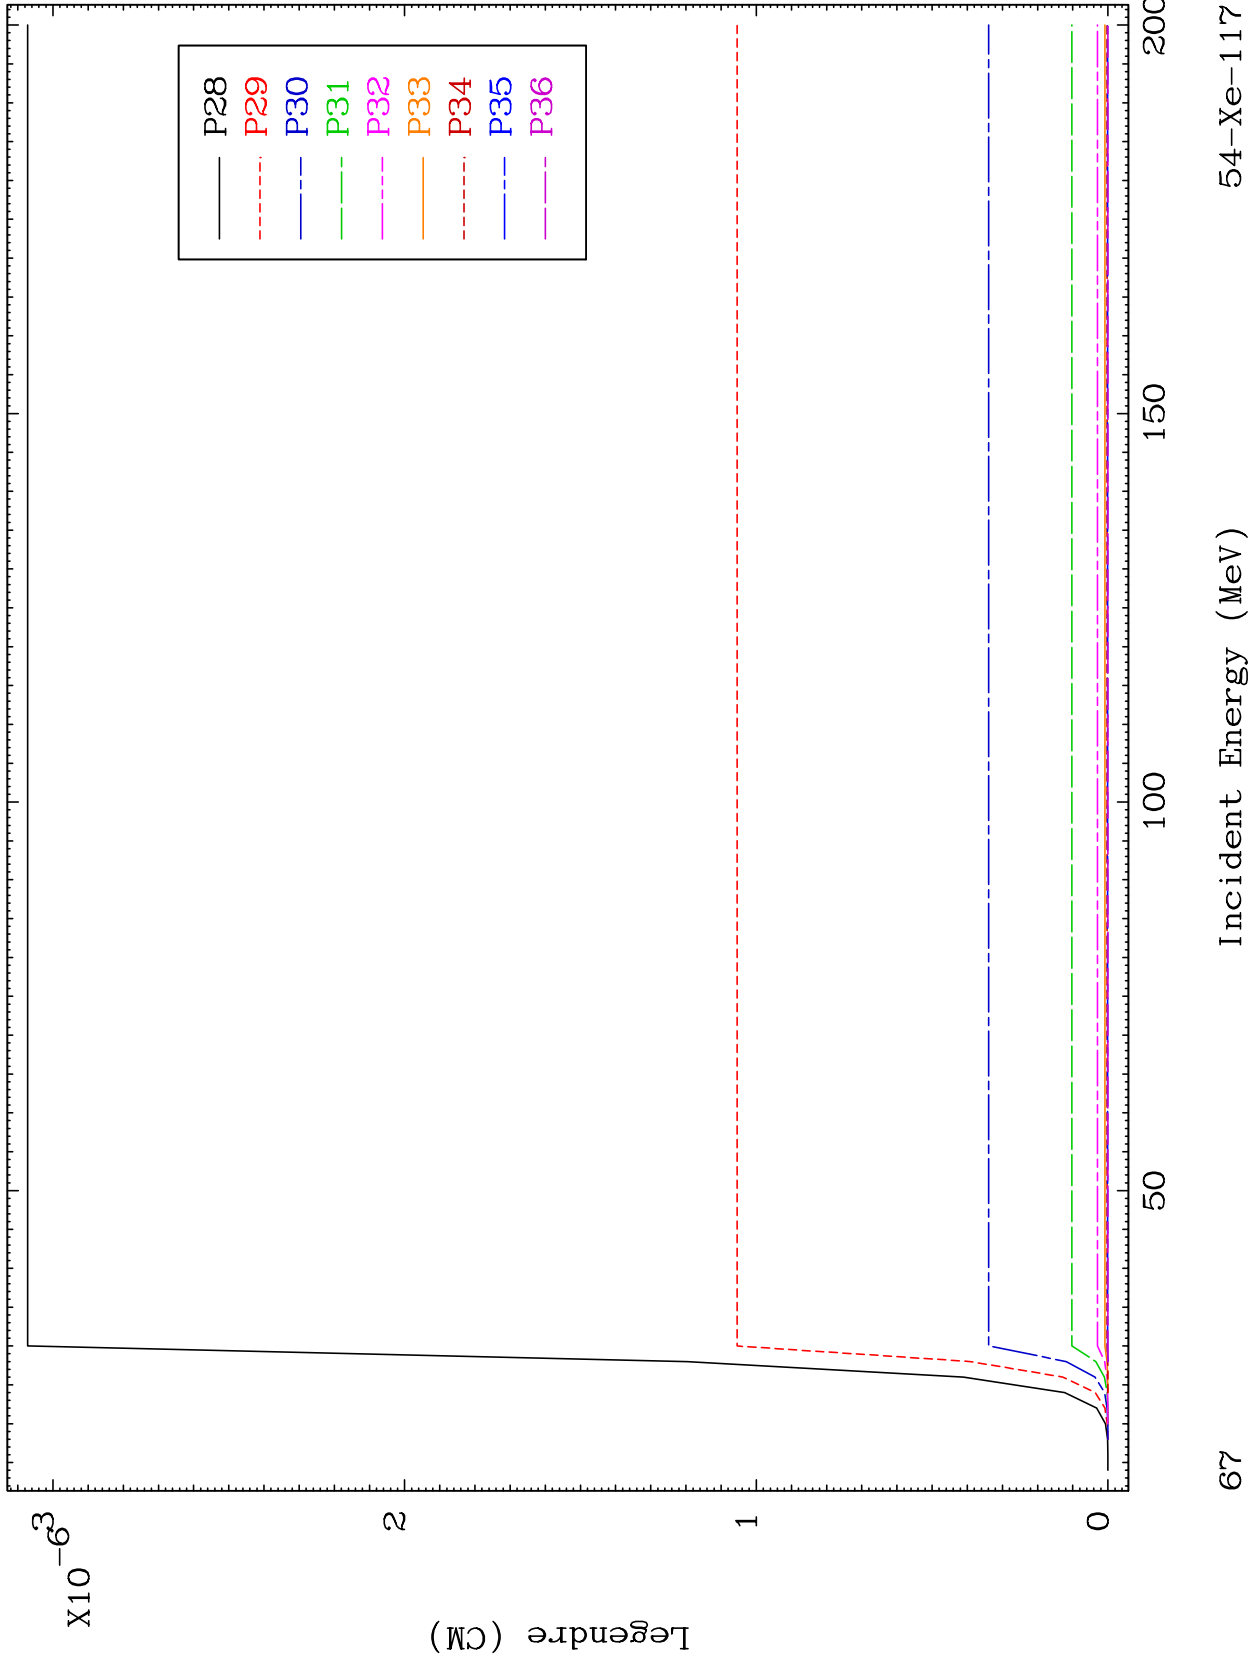 X10
-6
3
2
1
0
Legendre (CM)
P28
P29
P30
P31
P32
P33
P34
P35
P36
50
100
150
200
Incident Energy (MeV)
67
54-Xe-117